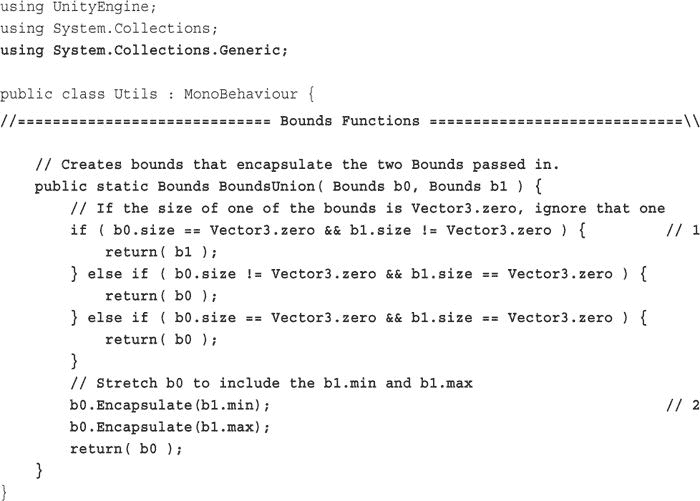 using UnityEngine;
using System.Collections;
using System.Collections.Generic;

public class Utils : MonoBehaviour {
//============================= Bounds Functions =============================\\

    // Creates bounds that encapsulate the two Bounds passed in.
    public static Bounds BoundsUnion( Bounds b0, Bounds b1 ) {
        // If the size of one of the bounds is Vector3.zero, ignore that one
        if ( b0.size == Vector3.zero && b1.size != Vector3.zero ) {         // 1
            return( b1 );
        } else if ( b0.size != Vector3.zero && b1.size == Vector3.zero ) {
            return( b0 );
        } else if ( b0.size == Vector3.zero && b1.size == Vector3.zero ) {
            return( b0 );
        }
        // Stretch b0 to include the b1.min and b1.max
        b0.Encapsulate(b1.min);                                             // 2
        b0.Encapsulate(b1.max);
        return( b0 );
    }
}